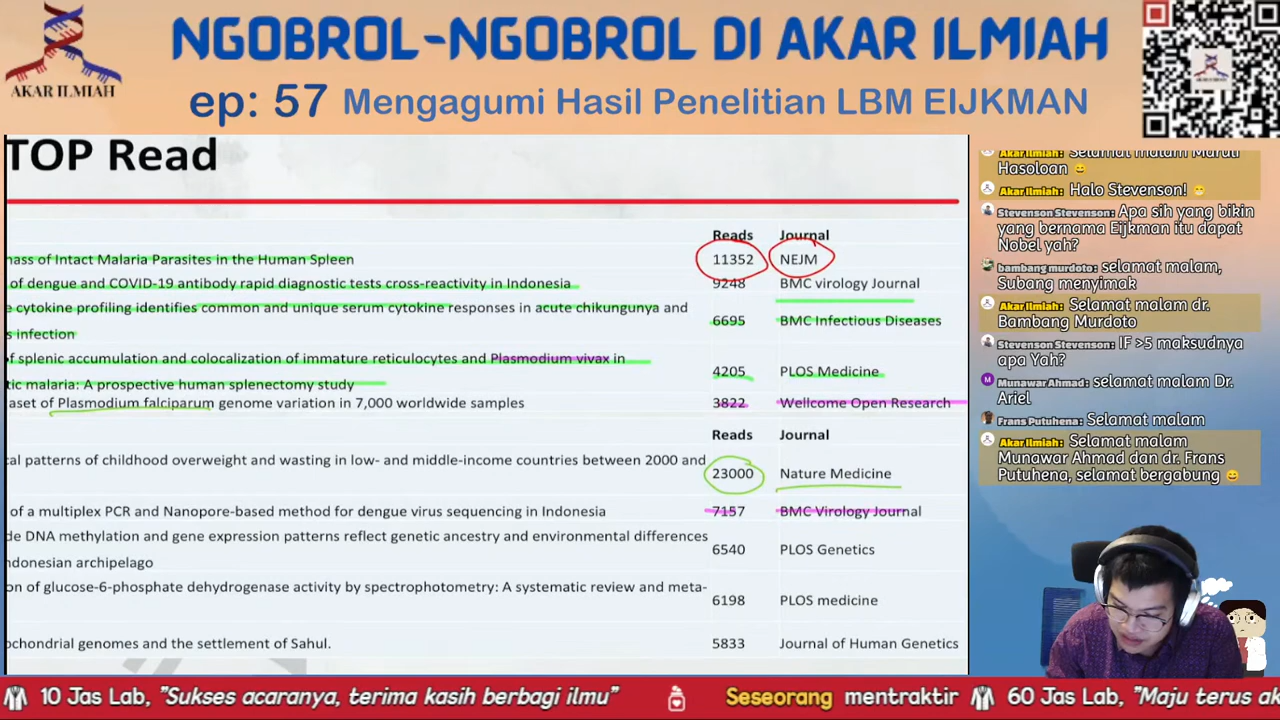 AKAR ILMIAH
NGOBROL-NGOBROL DI AKAR ILMIAH
ep: 57 Mengagumi Hasil Penelitian LBM EIJKMAN
TOP Read
Reads Journal
mass of Intact Malaria Parasites in the Human Spleen 11352 NEJM
of dengue and COVID-19 antibody rapid diagnostic tests cross-reactivity in Indonesia 9248 BMC virology Journal
e cytokine profiling identifies common and unique serum cytokine responses in acute chikungunya and
s infection 6695 BMC Infectious Diseases
of splenic accumulation and colocalization of immature reticulocytes and Plasmodium vivax in
tic malaria: A prospective human splenectomy study 4205 PLOS Medicine
aset of Plasmodium falciparum genome variation in 7,000 worldwide samples 3822 Wellcome Open Research
Reads Journal
cal patterns of childhood overweight and wasting in low- and middle-income countries between 2000 and 23000 Nature Medicine
of a multiplex PCR and Nanopore-based method for dengue virus sequencing in Indonesia 7157 BMC Virology Journal
de DNA methylation and gene expression patterns reflect genetic ancestry and environmental differences
ndonesian archipelago 6540 PLOS Genetics
on of glucose-6-phosphate dehydrogenase activity by spectrophotometry: A systematic review and meta- 6198 PLOS medicine
ochondrial genomes and the settlement of Sahul. 5833 Journal of Human Genetics
Akar Ilmiah: Selamat malam Maruli
Hasoloan 😄
Akar Ilmiah: Halo Stevenson! 😁
Stevenson Stevenson: Apa sih yang bikin
yang bernama Eijkman itu dapat
Nobel yah?
bambang murdoto: selamat malam,
Subang menyimak
Akar Ilmiah: Selamat malam dr.
Bambang Murdoto
Stevenson Stevenson: IF >5 maksudnya
apa Yah?
M Munawar Ahmad: selamat malam Dr.
Ariel
Frans Putuhena: Selamat malam
Akar Ilmiah: Selamat malam
Munawar Ahmad dan dr. Frans
Putuhena, selamat bergabung 😄
10 Jas Lab, "Sukses acaranya, terima kasih berbagi ilmu" Seseorang mentraktir 60 Jas Lab, "Maju terus ak